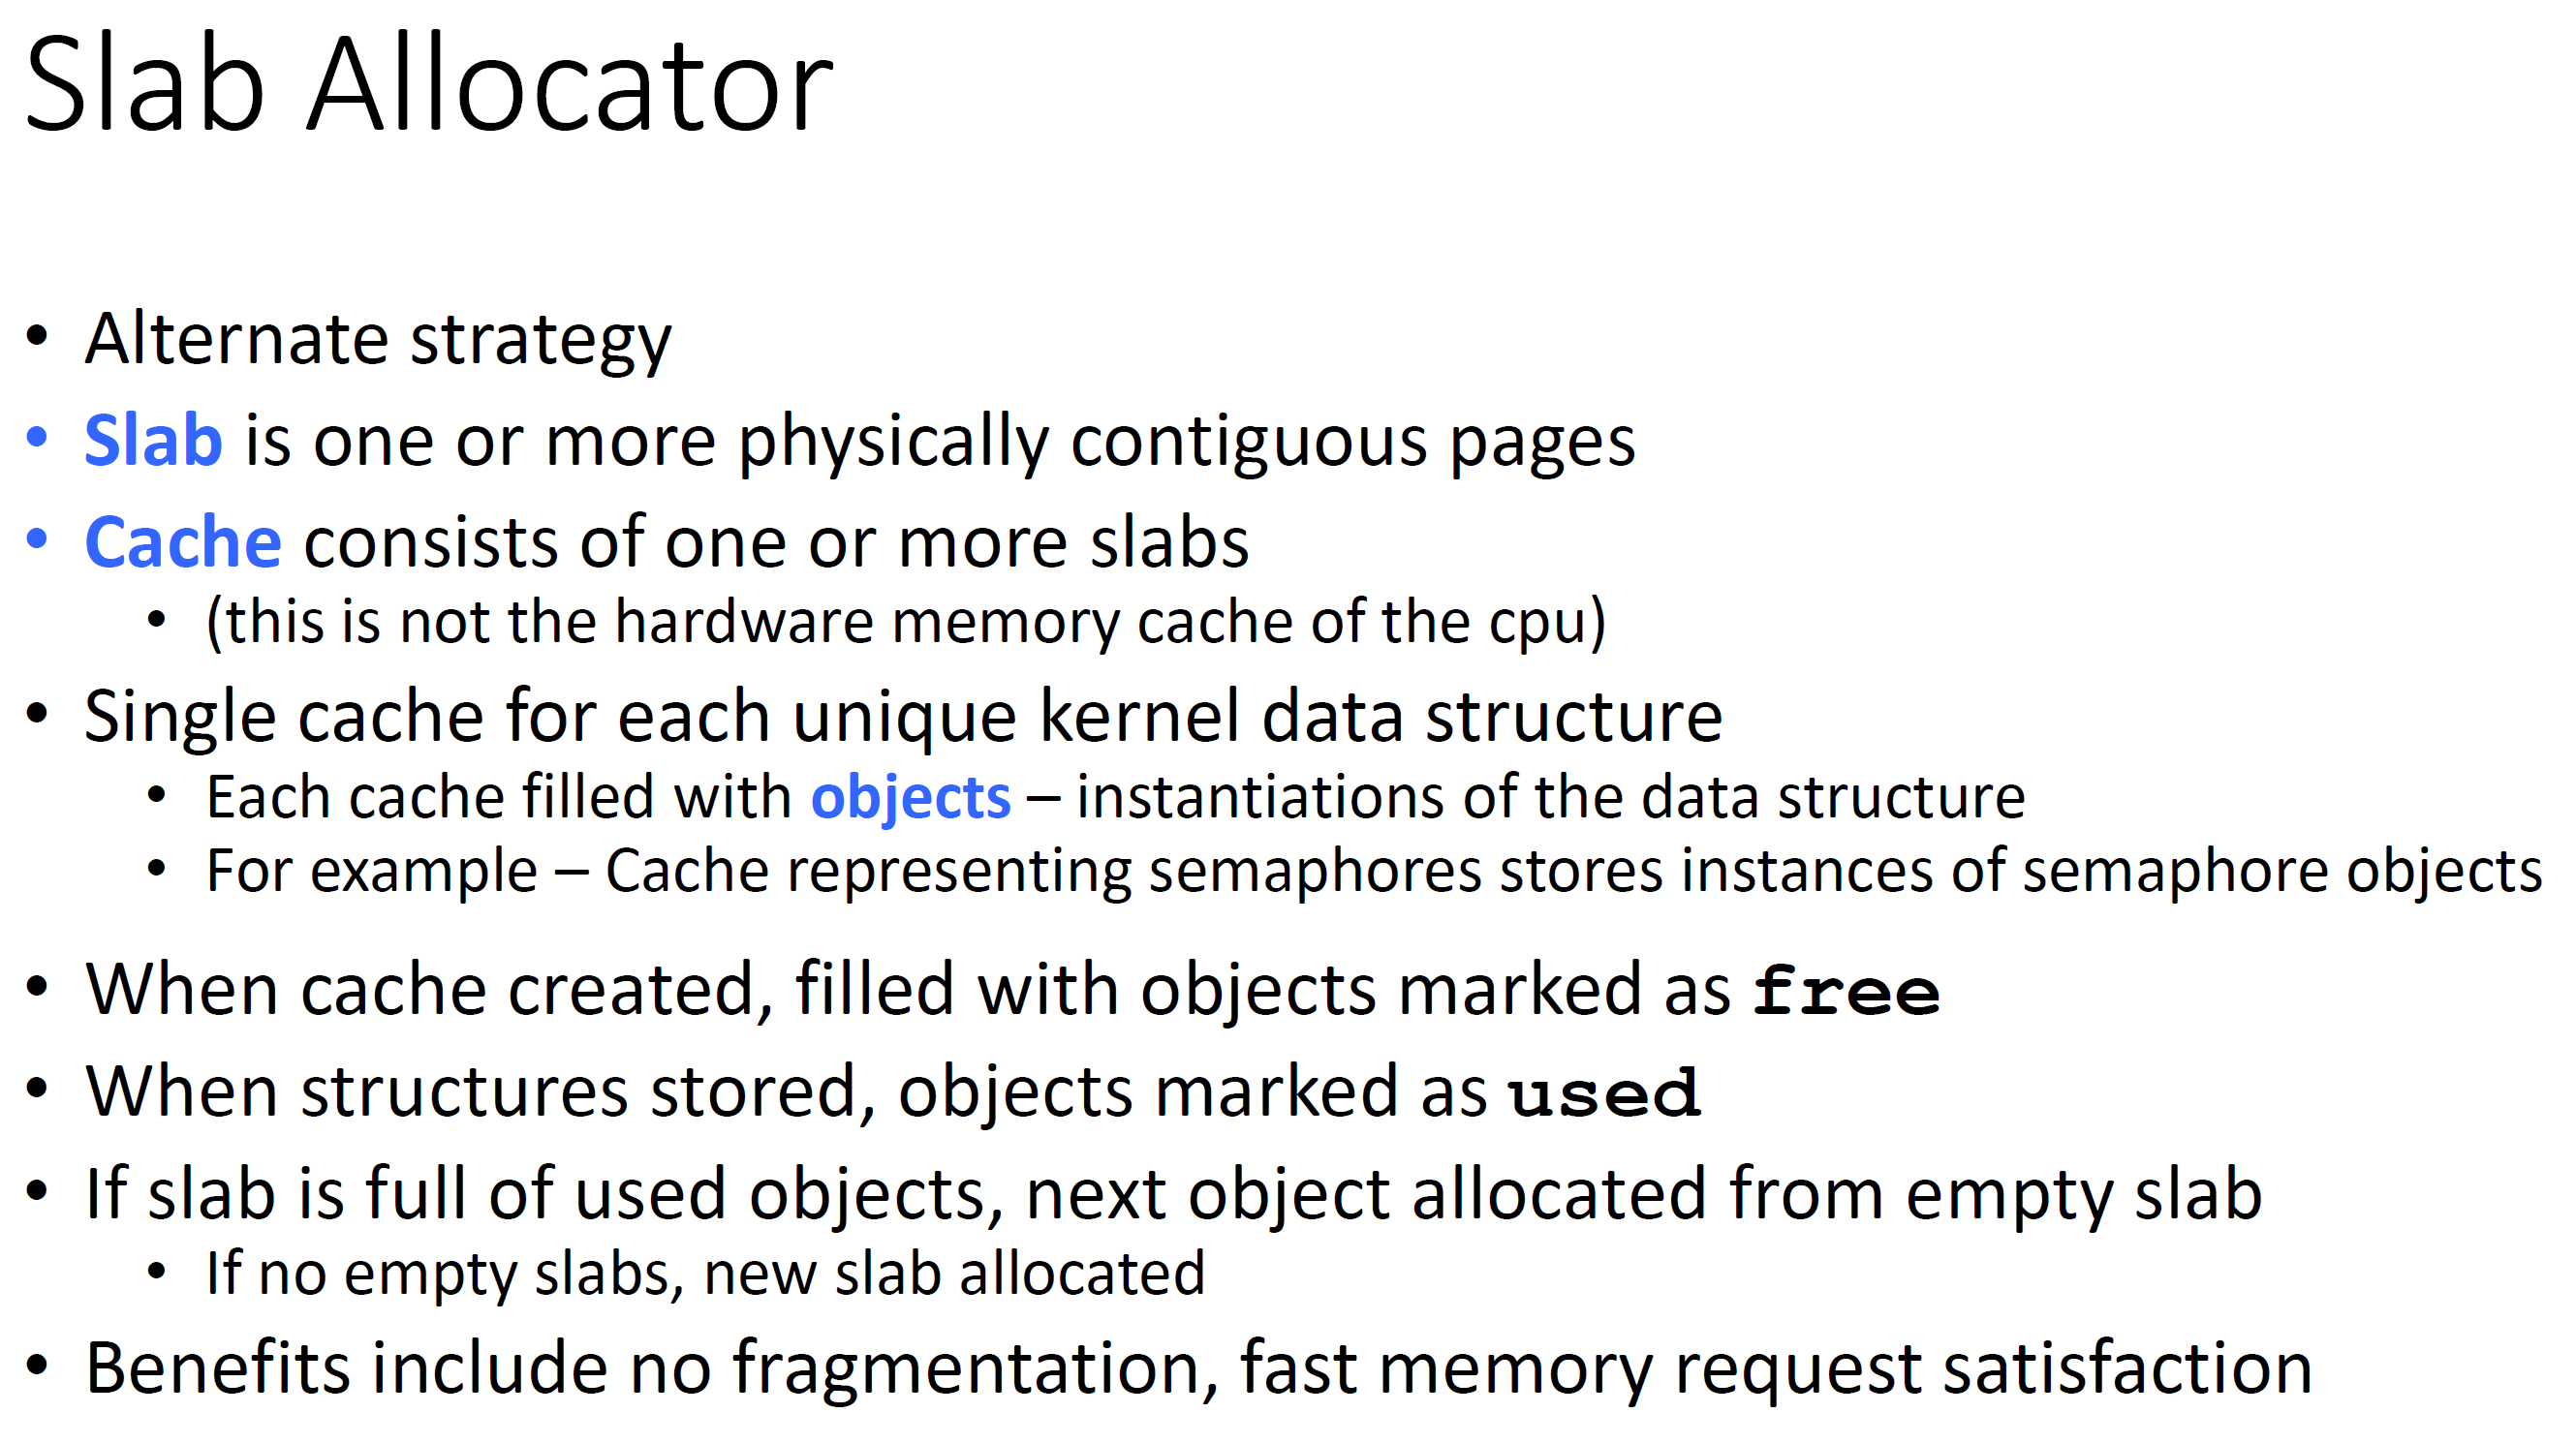 Slab Allocator
• Alternate strategy
• Slab is one or more physically contiguous pages
• Cache consists of one or more slabs
• (this is not the hardware memory cache of the cpu)
• Single cache for each unique kernel data structure
• Each cache filled with objects – instantiations of the data structure
• For example – Cache representing semaphores stores instances of semaphore objects
• When cache created, filled with objects marked as free
• When structures stored, objects marked as used
• If slab is full of used objects, next object allocated from empty slab
• If no empty slabs, new slab allocated
• Benefits include no fragmentation, fast memory request satisfaction